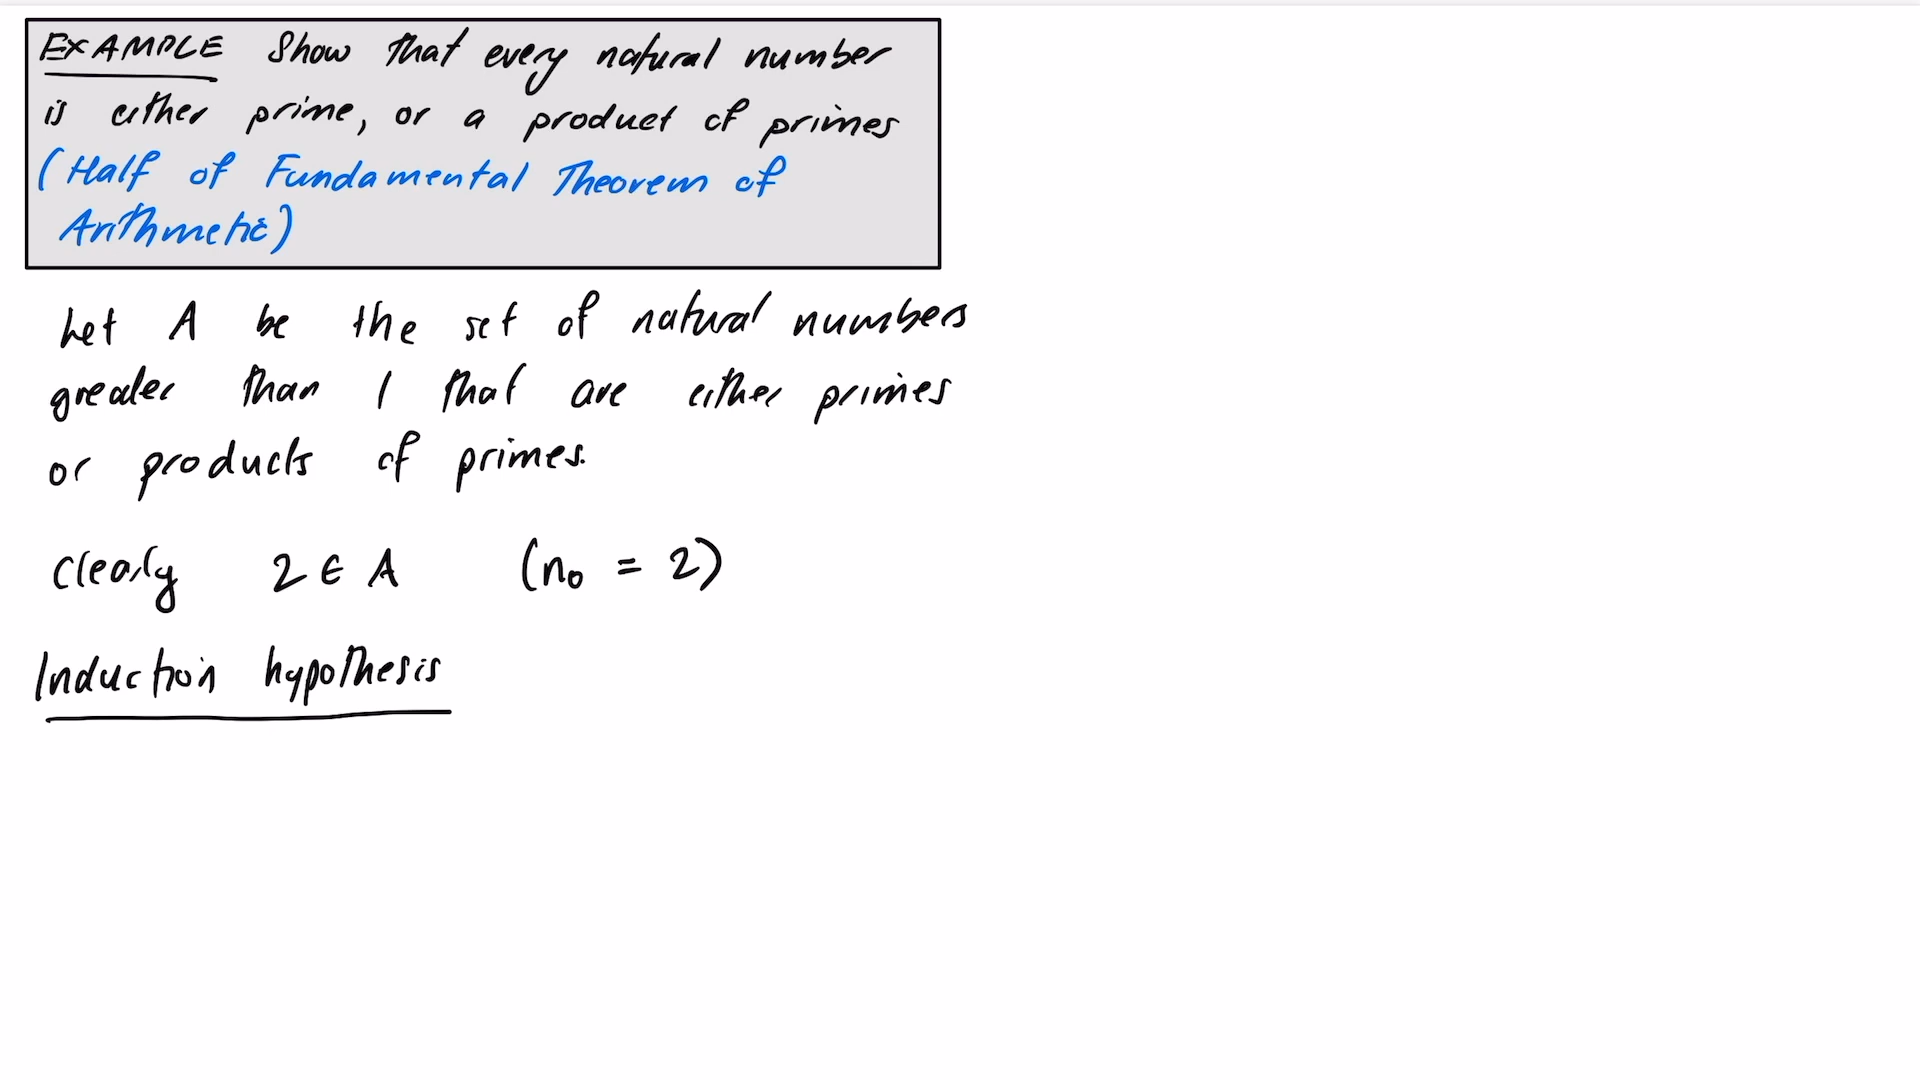 EXAMPLE Show that every natural number
is either prime, or a product of primes
(Half of Fundamental Theorem of
Arithmetic)
Let A be the set of natural numbers
greater than 1 that are either primes
or products of primes.
Clearly 2 ∈ A (n₀ = 2)
Induction hypothesis